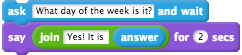 ask What day of the week is it? and wait
say join Yes! It is answer for 2 secs